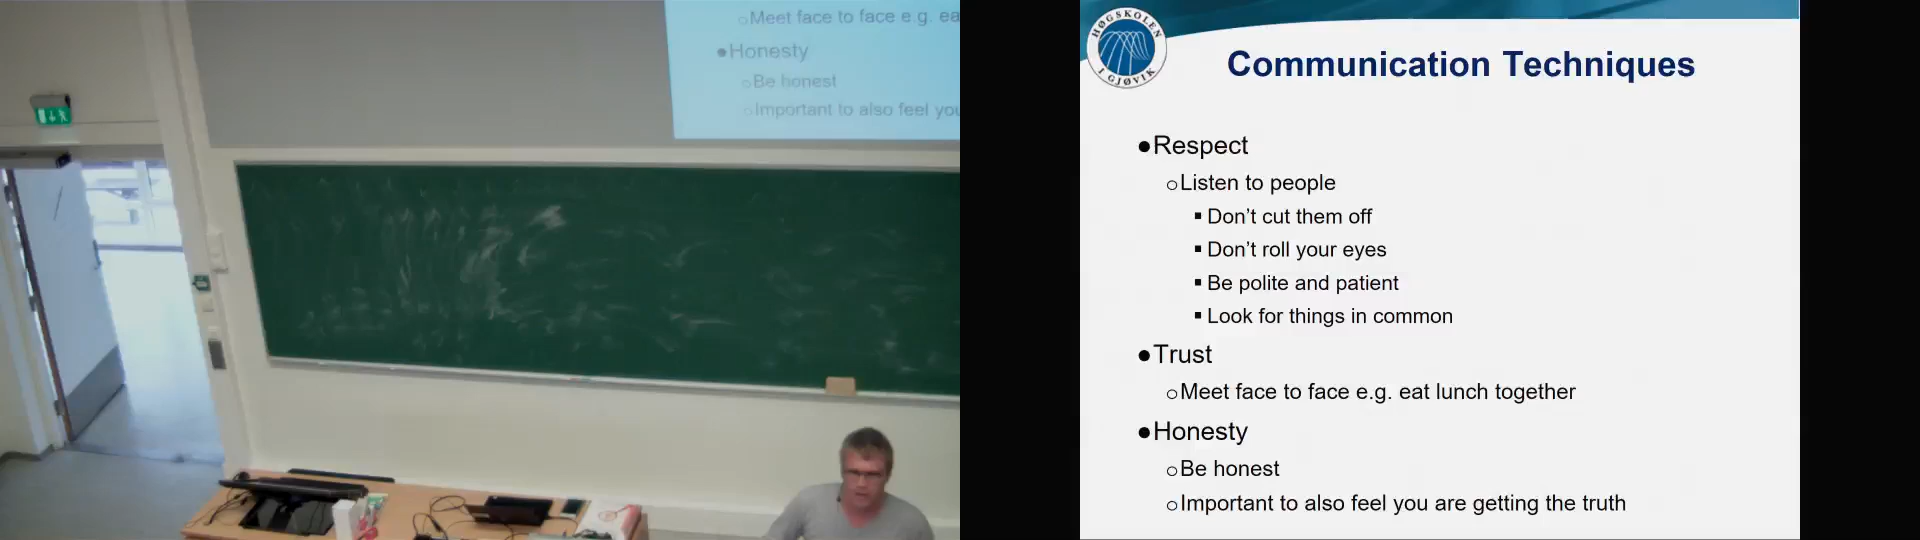 ○Meet face to face e.g. ea
●Honesty
○Be honest
○Important to also feel you
HØGSKOLEN
I GJØVIK
Communication Techniques
●Respect
○Listen to people
▪Don't cut them off
▪Don't roll your eyes
▪Be polite and patient
▪Look for things in common
●Trust
○Meet face to face e.g. eat lunch together
●Honesty
○Be honest
○Important to also feel you are getting the truth